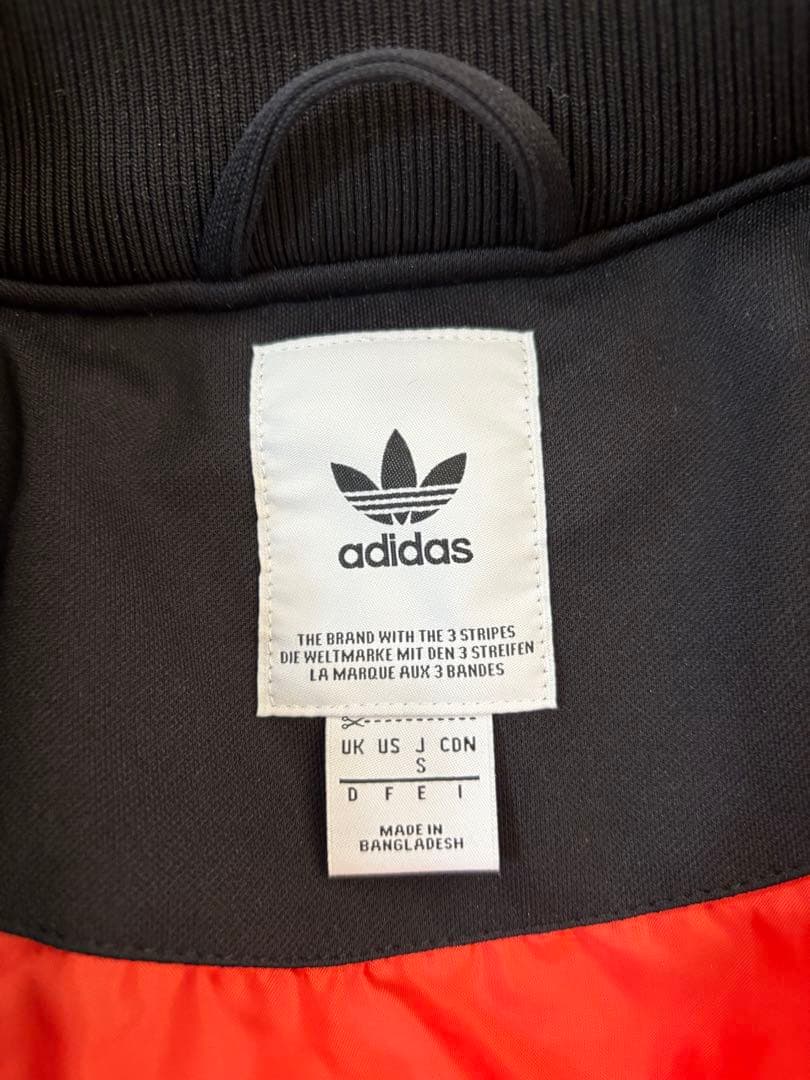 adidas
THE BRAND WITH THE 3 STRIPES
DIE WELTMARKE MIT DEN 3 STREIFEN
LA MARQUE AUX 3 BANDES
UK US J CDN
S
D F E I
MADE IN
BANGLADESH